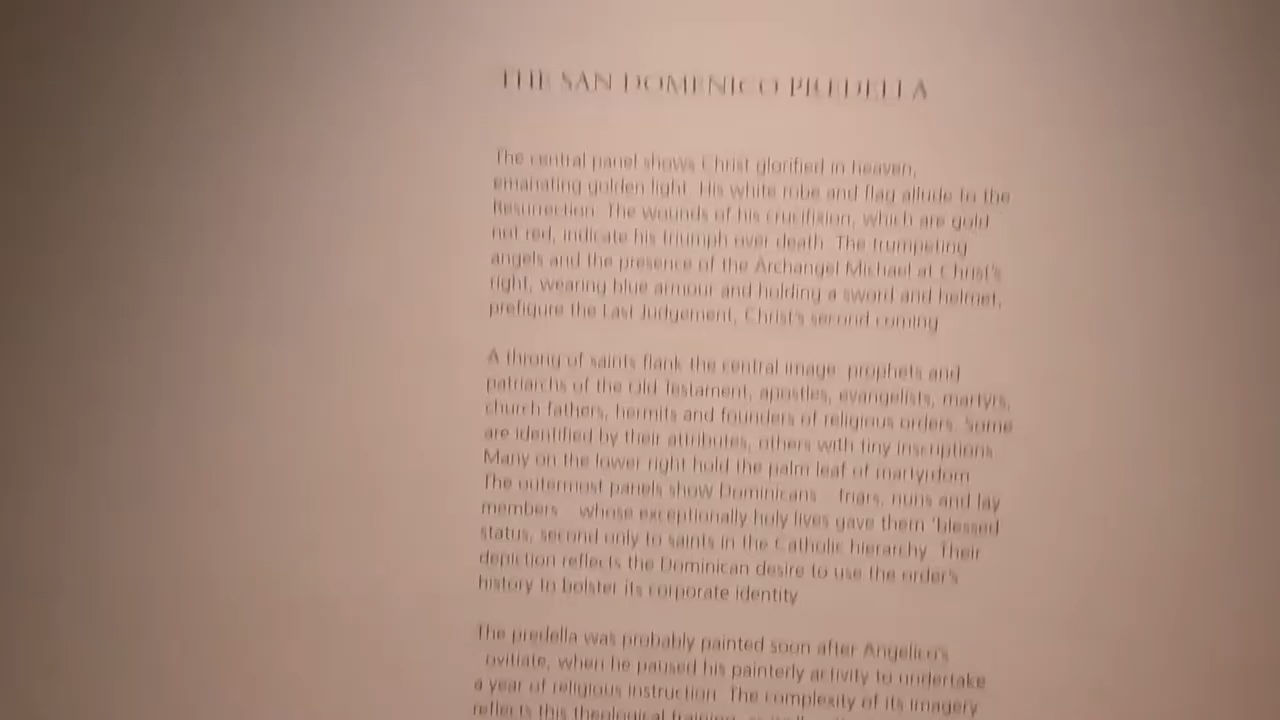 THE SAN DOMENICO PREDELLA
The central panel shows Christ glorified in heaven,
emanating golden light. His white robe and flag allude to the
Resurrection. The wounds of his crucifixion, which are gold
not red, indicate his triumph over death. The trumpeting
angels and the presence of the Archangel Michael at Christ's
right, wearing blue armour and holding a sword and helmet,
prefigure the Last Judgement, Christ's second coming
A throng of saints flank the central image: prophets and
patriarchs of the Old Testament, apostles, evangelists, martyrs,
church fathers, hermits and founders of religious orders. Some
are identified by their attributes, others with tiny inscriptions.
Many on the lower right hold the palm leaf of martyrdom.
The outermost panels show Dominicans – friars, nuns and lay
members – whose exceptionally holy lives gave them 'blessed'
status, second only to saints in the Catholic hierarchy. Their
depiction reflects the Dominican desire to use the order's
history to bolster its corporate identity
The predella was probably painted soon after Angelico's
ovitiate, when he paused his painterly activity to undertake
a year of religious instruction. The complexity of its imagery
reflects this theological training,